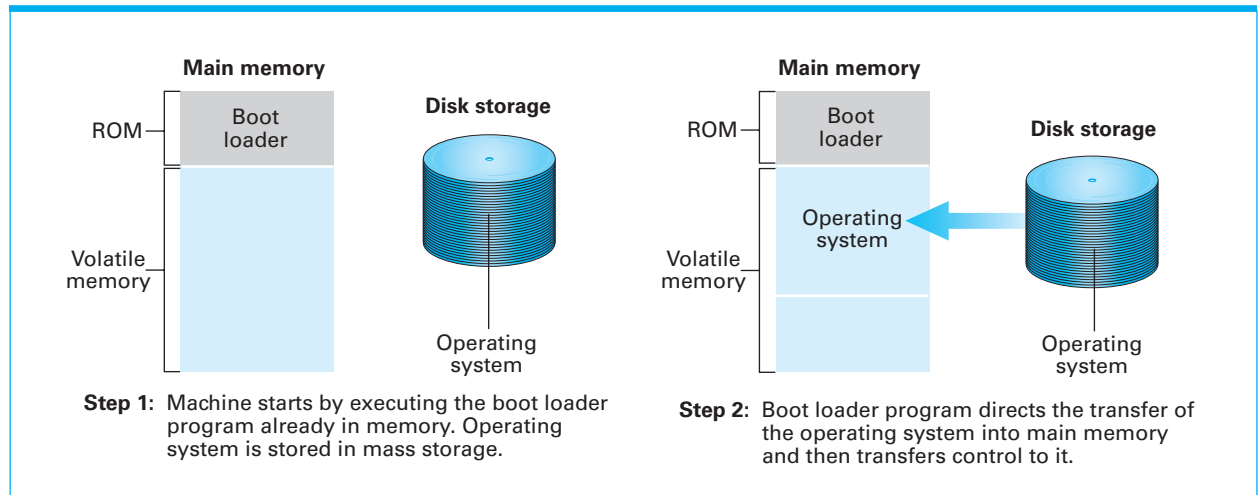 Main memory
ROM
Boot
loader
Disk storage
Volatile
memory
Operating
system
Step 1: Machine starts by executing the boot loader
program already in memory. Operating
system is stored in mass storage.
Main memory
ROM
Boot
loader
Disk storage
Operating
system
Volatile
memory
Operating
system
Step 2: Boot loader program directs the transfer of
the operating system into main memory
and then transfers control to it.